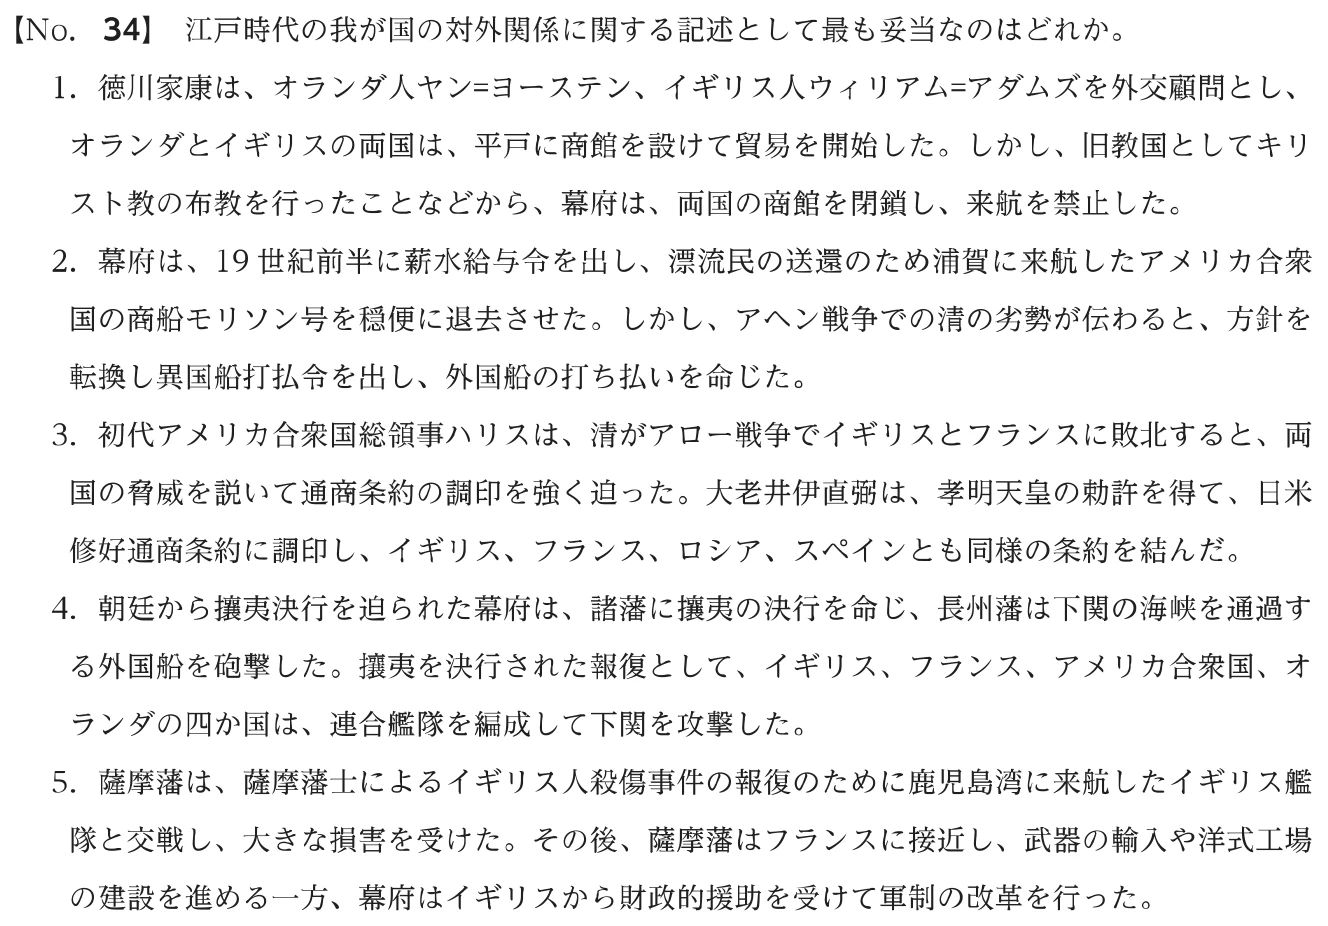 【No. 34】 江戸時代の我が国の対外関係に関する記述として最も妥当なのはどれか。
1. 徳川家康は、オランダ人ヤン=ヨーステン、イギリス人ウィリアム=アダムズを外交顧問とし、
オランダとイギリスの両国は、平戸に商館を設けて貿易を開始した。しかし、旧教国としてキリ
スト教の布教を行ったことなどから、幕府は、両国の商館を閉鎖し、来航を禁止した。
2. 幕府は、19 世紀前半に薪水給与令を出し、漂流民の送還のため浦賀に来航したアメリカ合衆
国の商船モリソン号を穏便に退去させた。しかし、アヘン戦争での清の劣勢が伝わると、方針を
転換し異国船打払令を出し、外国船の打ち払いを命じた。
3. 初代アメリカ合衆国総領事ハリスは、清がアロー戦争でイギリスとフランスに敗北すると、両
国の脅威を説いて通商条約の調印を強く迫った。大老井伊直弼は、孝明天皇の勅許を得て、日米
修好通商条約に調印し、イギリス、フランス、ロシア、スペインとも同様の条約を結んだ。
4. 朝廷から攘夷決行を迫られた幕府は、諸藩に攘夷の決行を命じ、長州藩は下関の海峡を通過す
る外国船を砲撃した。攘夷を決行された報復として、イギリス、フランス、アメリカ合衆国、オ
ランダの四か国は、連合艦隊を編成して下関を攻撃した。
5. 薩摩藩は、薩摩藩士によるイギリス人殺傷事件の報復のために鹿児島湾に来航したイギリス艦
隊と交戦し、大きな損害を受けた。その後、薩摩藩はフランスに接近し、武器の輸入や洋式工場
の建設を進める一方、幕府はイギリスから財政的援助を受けて軍制の改革を行った。